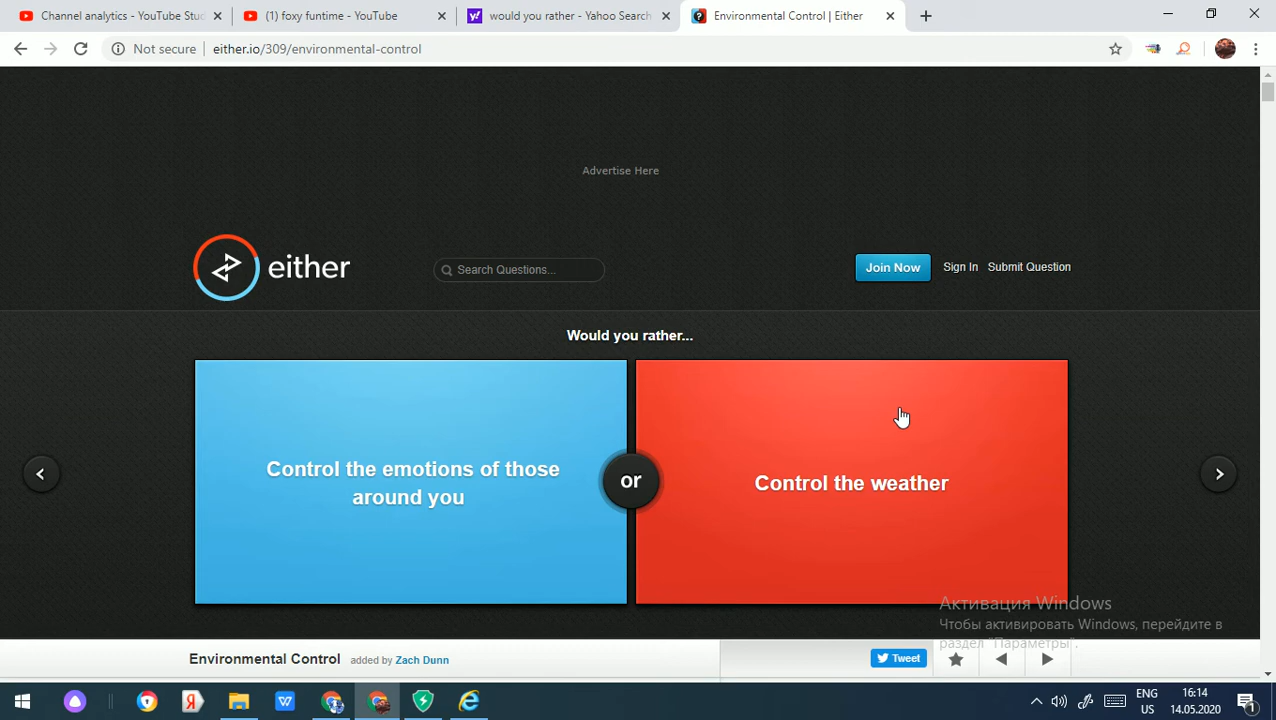 Channel analytics - YouTube Stu
(1) foxy funtime - YouTube
would you rather - Yahoo Search
Environmental Control | Either
Not secure
either.io/309/environmental-control
Advertise Here
either
Search Questions...
Join Now
Sign In
Submit Question
Would you rather...
Control the emotions of those
around you
or
Control the weather
Активация Windows
Чтобы активировать Windows, перейдите в
раздел "Параметры".
Environmental Control
added by Zach Dunn
Tweet
ENG
US
16:14
14.05.2020
1